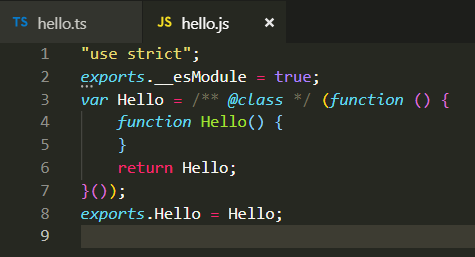 TS hello.ts JS hello.js ×
1 "use strict";
2 exports.__esModule = true;
3 var Hello = /** @class */ (function () {
4     function Hello() {
5     }
6     return Hello;
7 }());
8 exports.Hello = Hello;
9